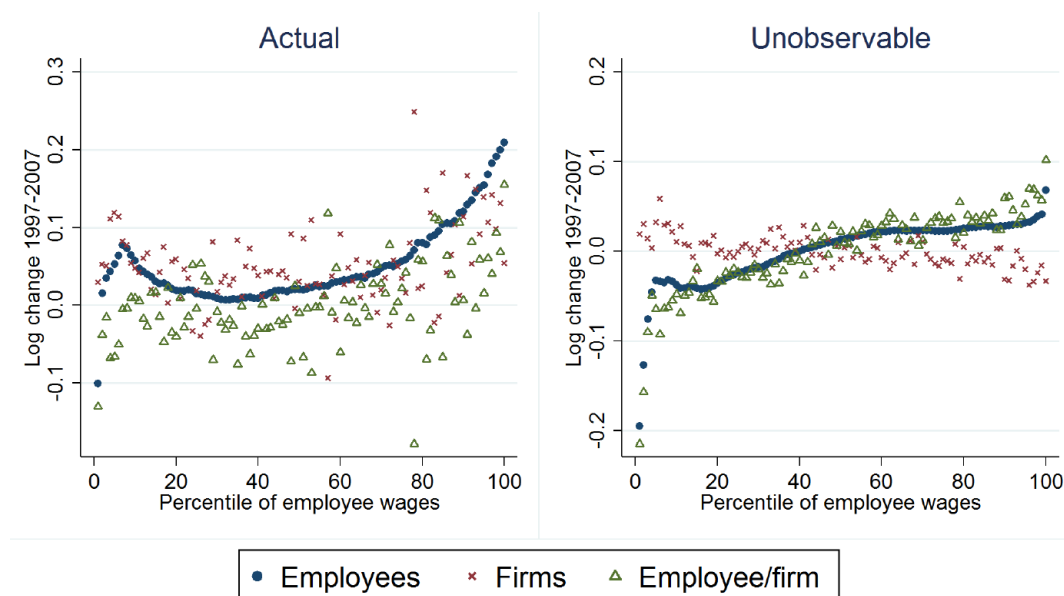 Actual
Log change 1997-2007
0.3
0.2
0.1
0.0
-0.1
0 20 40 60 80 100
Percentile of employee wages
Unobservable
Log change 1997-2007
0.2
0.1
0.0
-0.1
-0.2
0 20 40 60 80 100
Percentile of employee wages
Employees Firms Employee/firm